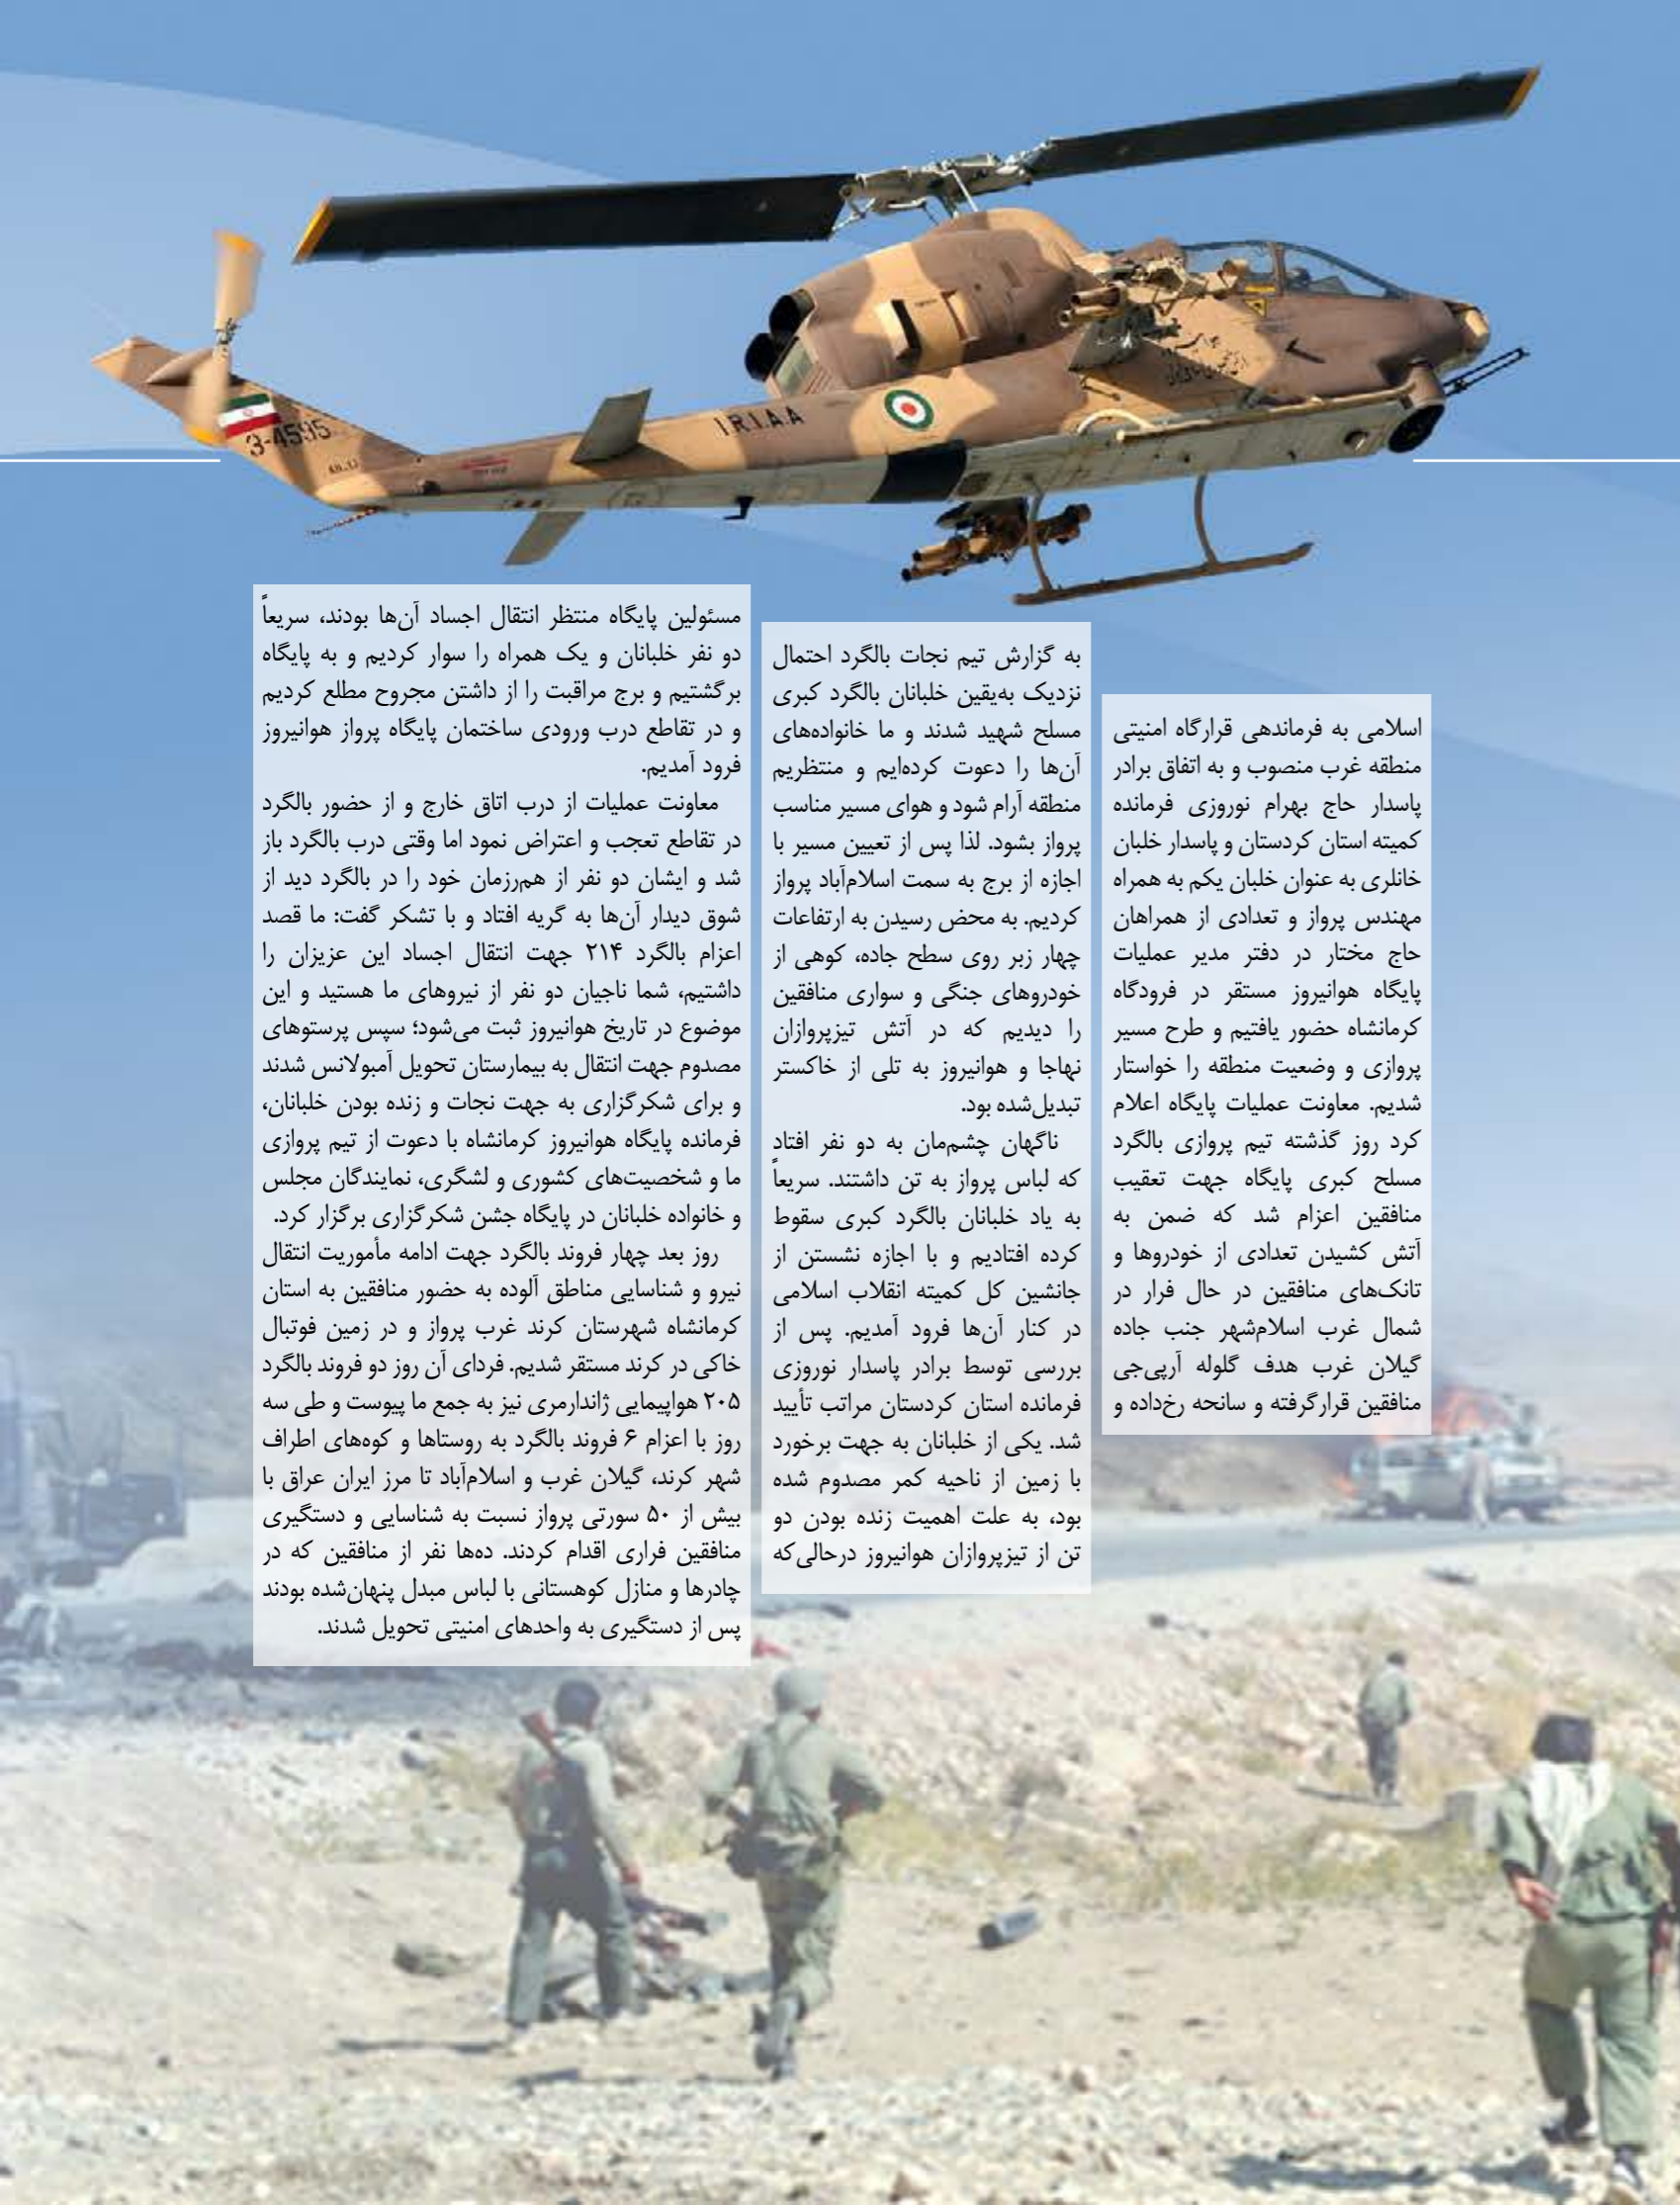 I.R.I.A.A
3-4595
اسلامی به فرماندهی قرارگاه امنیتی
منطقه غرب منصوب و به اتفاق برادر
پاسدار حاج بهرام نوروزی فرمانده
کمیته استان کردستان و پاسدار خلبان
خانلری به عنوان خلبان یکم به همراه
مهندس پرواز و تعدادی از همراهان
حاج مختار در دفتر مدیر عملیات
پایگاه هوانیروز مستقر در فرودگاه
کرمانشاه حضور یافتیم و طرح مسیر
پروازی و وضعیت منطقه را خواستار
شدیم. معاونت عملیات پایگاه اعلام
کرد روز گذشته تیم پروازی بالگرد
مسلح کبری پایگاه جهت تعقیب
منافقین اعزام شد که ضمن به
آتش کشیدن تعدادی از خودروها و
تانک‌های منافقین در حال فرار در
شمال غرب اسلام‌شهر جنب جاده
گیلان غرب هدف گلوله آرپی‌جی
منافقین قرارگرفته و سانحه رخ‌داده و
به گزارش تیم نجات بالگرد احتمال
نزدیک به‌یقین خلبانان بالگرد کبری
مسلح شهید شدند و ما خانواده‌های
آن‌ها را دعوت کرده‌ایم و منتظریم
منطقه آرام شود و هوای مسیر مناسب
پرواز بشود. لذا پس از تعیین مسیر با
اجازه از برج به سمت اسلام‌آباد پرواز
کردیم. به محض رسیدن به ارتفاعات
چهار زبر روی سطح جاده، کوهی از
خودروهای جنگی و سواری منافقین
را دیدیم که در آتش تیزپروازان
نهاجا و هوانیروز به تلی از خاکستر
تبدیل‌شده بود.
ناگهان چشم‌مان به دو نفر افتاد
که لباس پرواز به تن داشتند. سریعاً
به یاد خلبانان بالگرد کبری سقوط
کرده افتادیم و با اجازه نشستن از
جانشین کل کمیته انقلاب اسلامی
در کنار آن‌ها فرود آمدیم. پس از
بررسی توسط برادر پاسدار نوروزی
فرمانده استان کردستان مراتب تأیید
شد. یکی از خلبانان به جهت برخورد
با زمین از ناحیه کمر مصدوم شده
بود، به علت اهمیت زنده بودن دو
تن از تیزپروازان هوانیروز درحالی‌که
مسئولین پایگاه منتظر انتقال اجساد آن‌ها بودند، سریعاً
دو نفر خلبانان و یک همراه را سوار کردیم و به پایگاه
برگشتیم و برج مراقبت را از داشتن مجروح مطلع کردیم
و در تقاطع درب ورودی ساختمان پایگاه پرواز هوانیروز
فرود آمدیم.
معاونت عملیات از درب اتاق خارج و از حضور بالگرد
در تقاطع تعجب و اعتراض نمود اما وقتی درب بالگرد باز
شد و ایشان دو نفر از هم‌رزمان خود را در بالگرد دید از
شوق دیدار آن‌ها به گریه افتاد و با تشکر گفت: ما قصد
اعزام بالگرد ۲۱۴ جهت انتقال اجساد این عزیزان را
داشتیم، شما ناجیان دو نفر از نیروهای ما هستید و این
موضوع در تاریخ هوانیروز ثبت می‌شود؛ سپس پرستوهای
مصدوم جهت انتقال به بیمارستان تحویل آمبولانس شدند
و برای شکرگزاری به جهت نجات و زنده بودن خلبانان،
فرمانده پایگاه هوانیروز کرمانشاه با دعوت از تیم پروازی
ما و شخصیت‌های کشوری و لشگری، نمایندگان مجلس
و خانواده خلبانان در پایگاه جشن شکرگزاری برگزار کرد.
روز بعد چهار فروند بالگرد جهت ادامه مأموریت انتقال
نیرو و شناسایی مناطق آلوده به حضور منافقین به استان
کرمانشاه شهرستان کرند غرب پرواز و در زمین فوتبال
خاکی در کرند مستقر شدیم. فردای آن روز دو فروند بالگرد
۲۰۵ هواپیمایی ژاندارمری نیز به جمع ما پیوست و طی سه
روز با اعزام ۶ فروند بالگرد به روستاها و کوه‌های اطراف
شهر کرند، گیلان غرب و اسلام‌آباد تا مرز ایران عراق با
بیش از ۵۰ سورتی پرواز نسبت به شناسایی و دستگیری
منافقین فراری اقدام کردند. ده‌ها نفر از منافقین که در
چادرها و منازل کوهستانی با لباس مبدل پنهان‌شده بودند
پس از دستگیری به واحدهای امنیتی تحویل شدند.